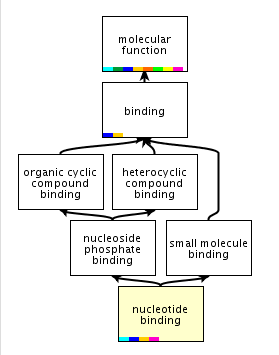 molecular
function
binding
organic cyclic
compound
binding
heterocyclic
compound
binding
nucleoside
phosphate
binding
small molecule
binding
nucleotide
binding